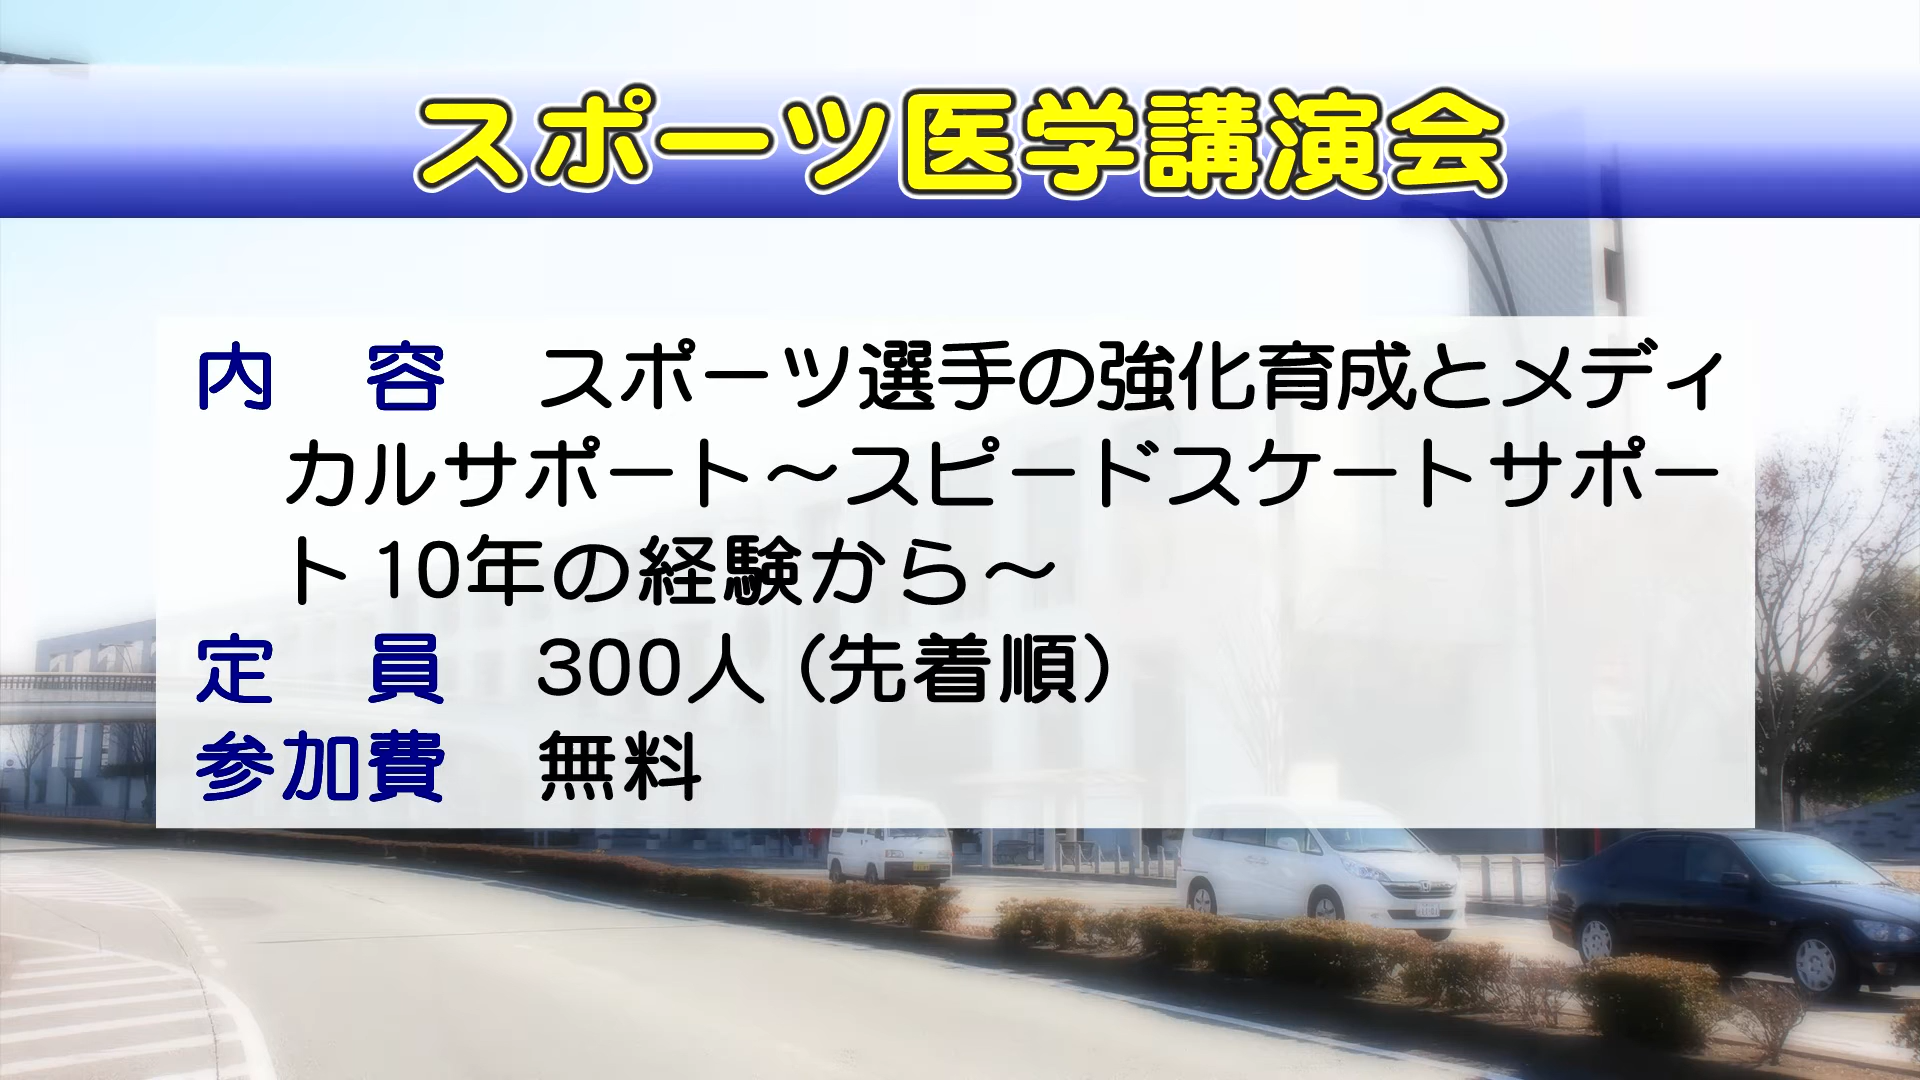 スポーツ医学講演会
内　容　スポーツ選手の強化育成とメディ
カルサポート～スピードスケートサポー
ト10年の経験から～
定　員　300人(先着順)
参加費　無料